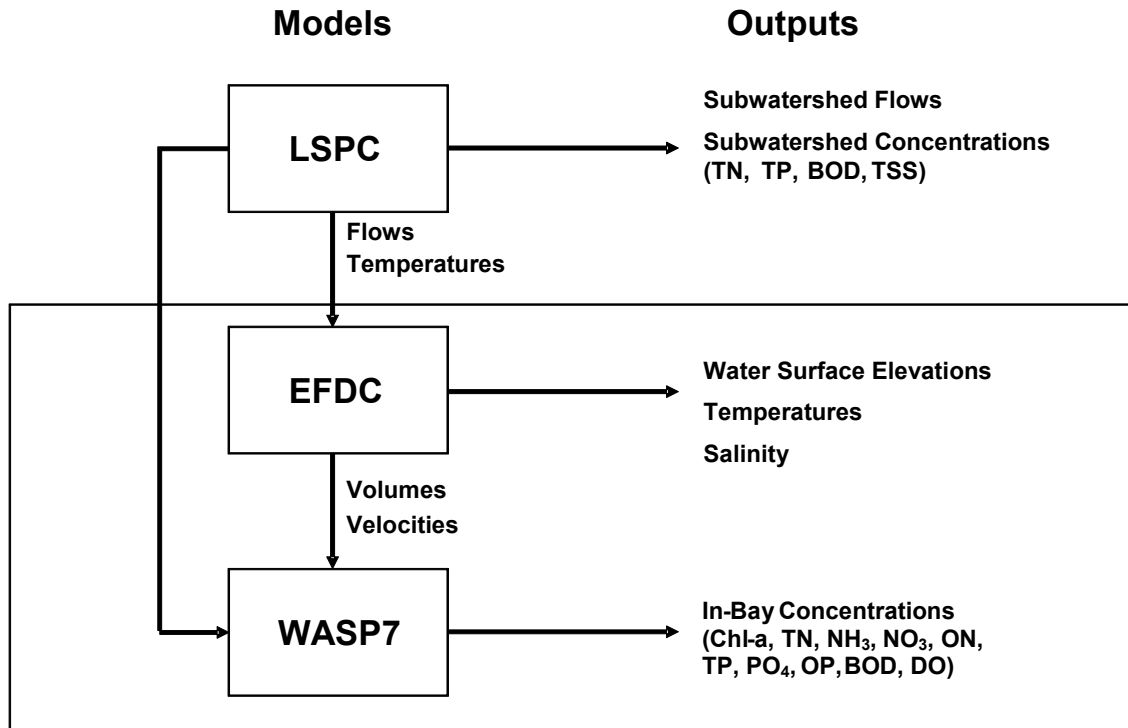 Models
Outputs
LSPC
Subwatershed Flows
Subwatershed Concentrations
(TN, TP, BOD, TSS)
Flows
Temperatures
EFDC
Water Surface Elevations
Temperatures
Salinity
Volumes
Velocities
WASP7
In-Bay Concentrations
(Chl-a, TN, NH₃, NO₃, ON,
TP, PO₄, OP, BOD, DO)